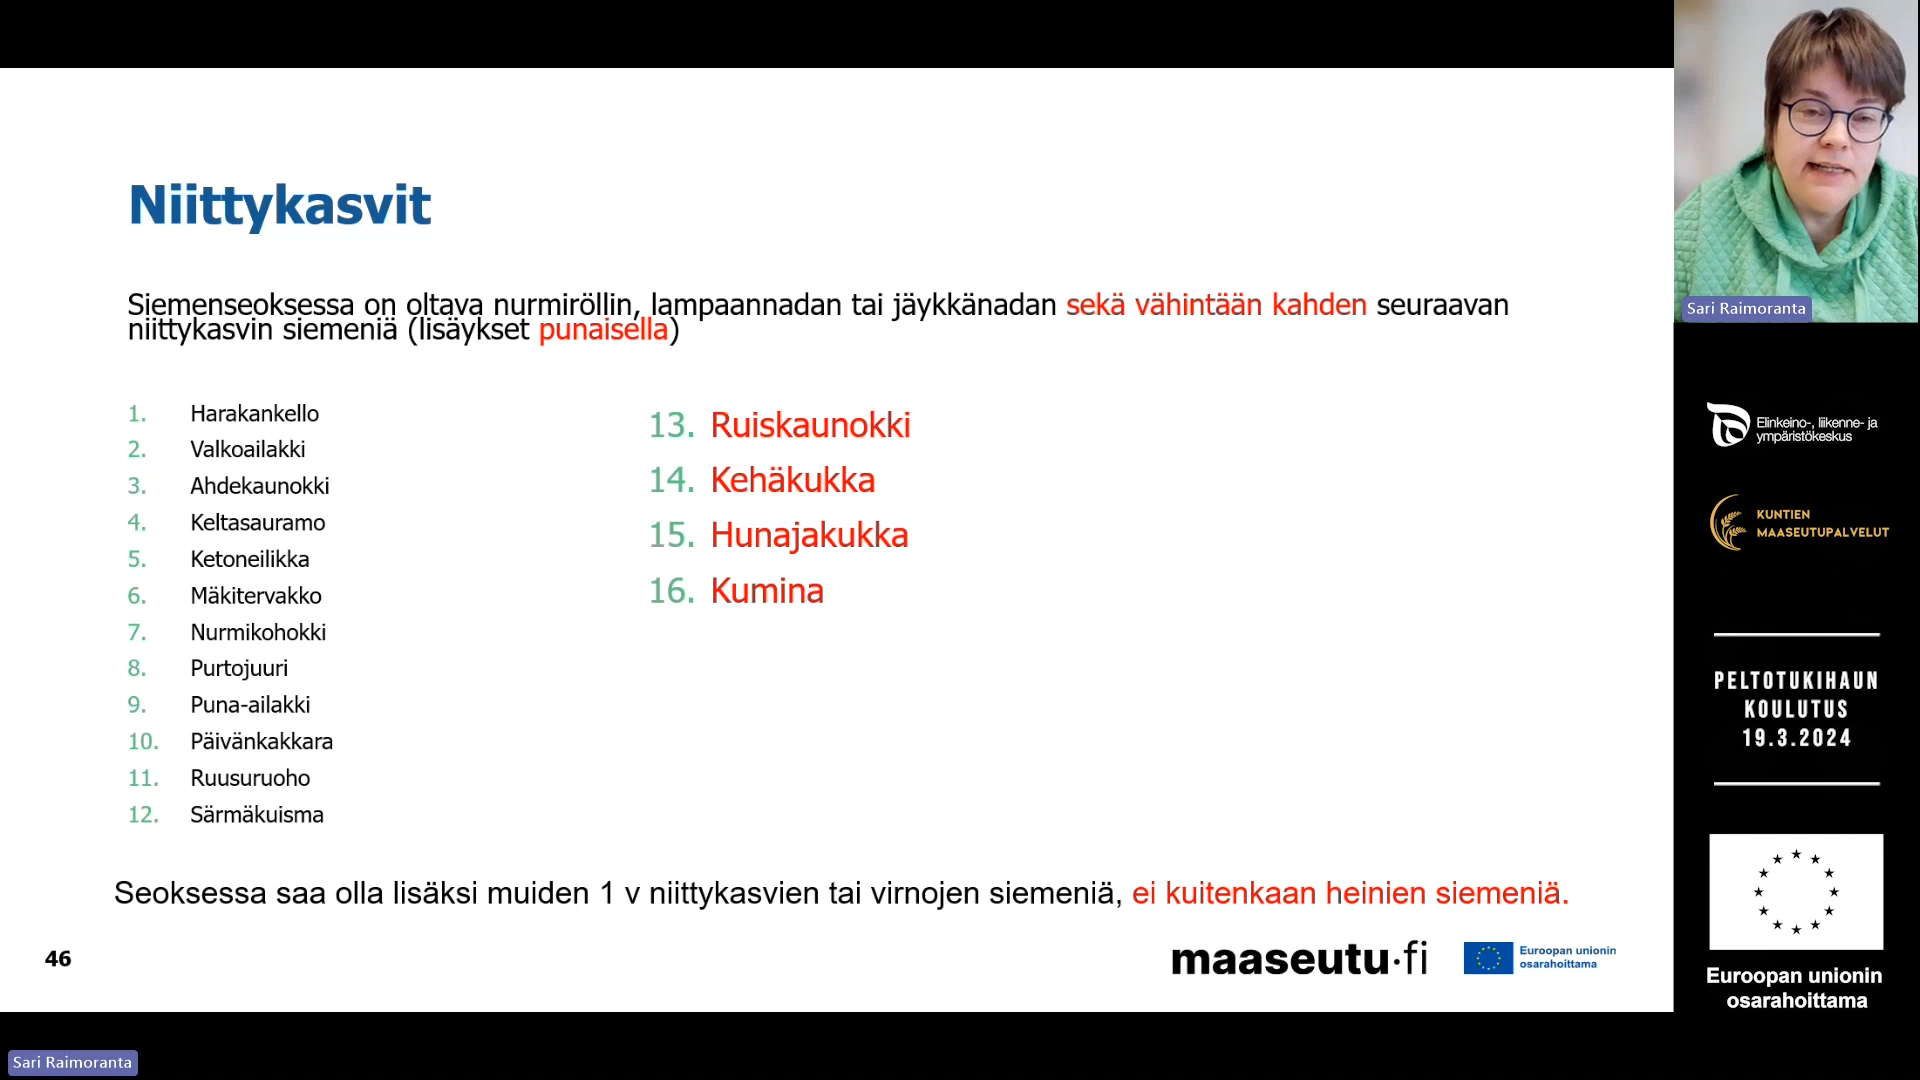 Niittykasvit
Siemenseoksessa on oltava nurmiröllin, lampaannadan tai jäykkänadan sekä vähintään kahden seuraavan
niittykasvin siemeniä (lisäykset punaisella)
1. Harakankello
2. Valkoailakki
3. Ahdekaunokki
4. Keltasauramo
5. Ketoneilikka
6. Mäkitervakko
7. Nurmikohokki
8. Purtojuuri
9. Puna-ailakki
10. Päivänkakkara
11. Ruusuruoho
12. Särmäkuisma
13. Ruiskaunokki
14. Kehäkukka
15. Hunajakukka
16. Kumina
Seoksessa saa olla lisäksi muiden 1 v niittykasvien tai virnojen siemeniä, ei kuitenkaan heinien siemeniä.
46
maaseutu.fi
Euroopan unionin
osarahoittama
Sari Raimoranta
Elinkeino-, liikenne- ja
ympäristökeskus
KUNTIEN
MAASEUTUPALVELUT
PELTOTUKIHAUN
KOULUTUS
19.3.2024
Euroopan unionin
osarahoittama
Sari Raimoranta